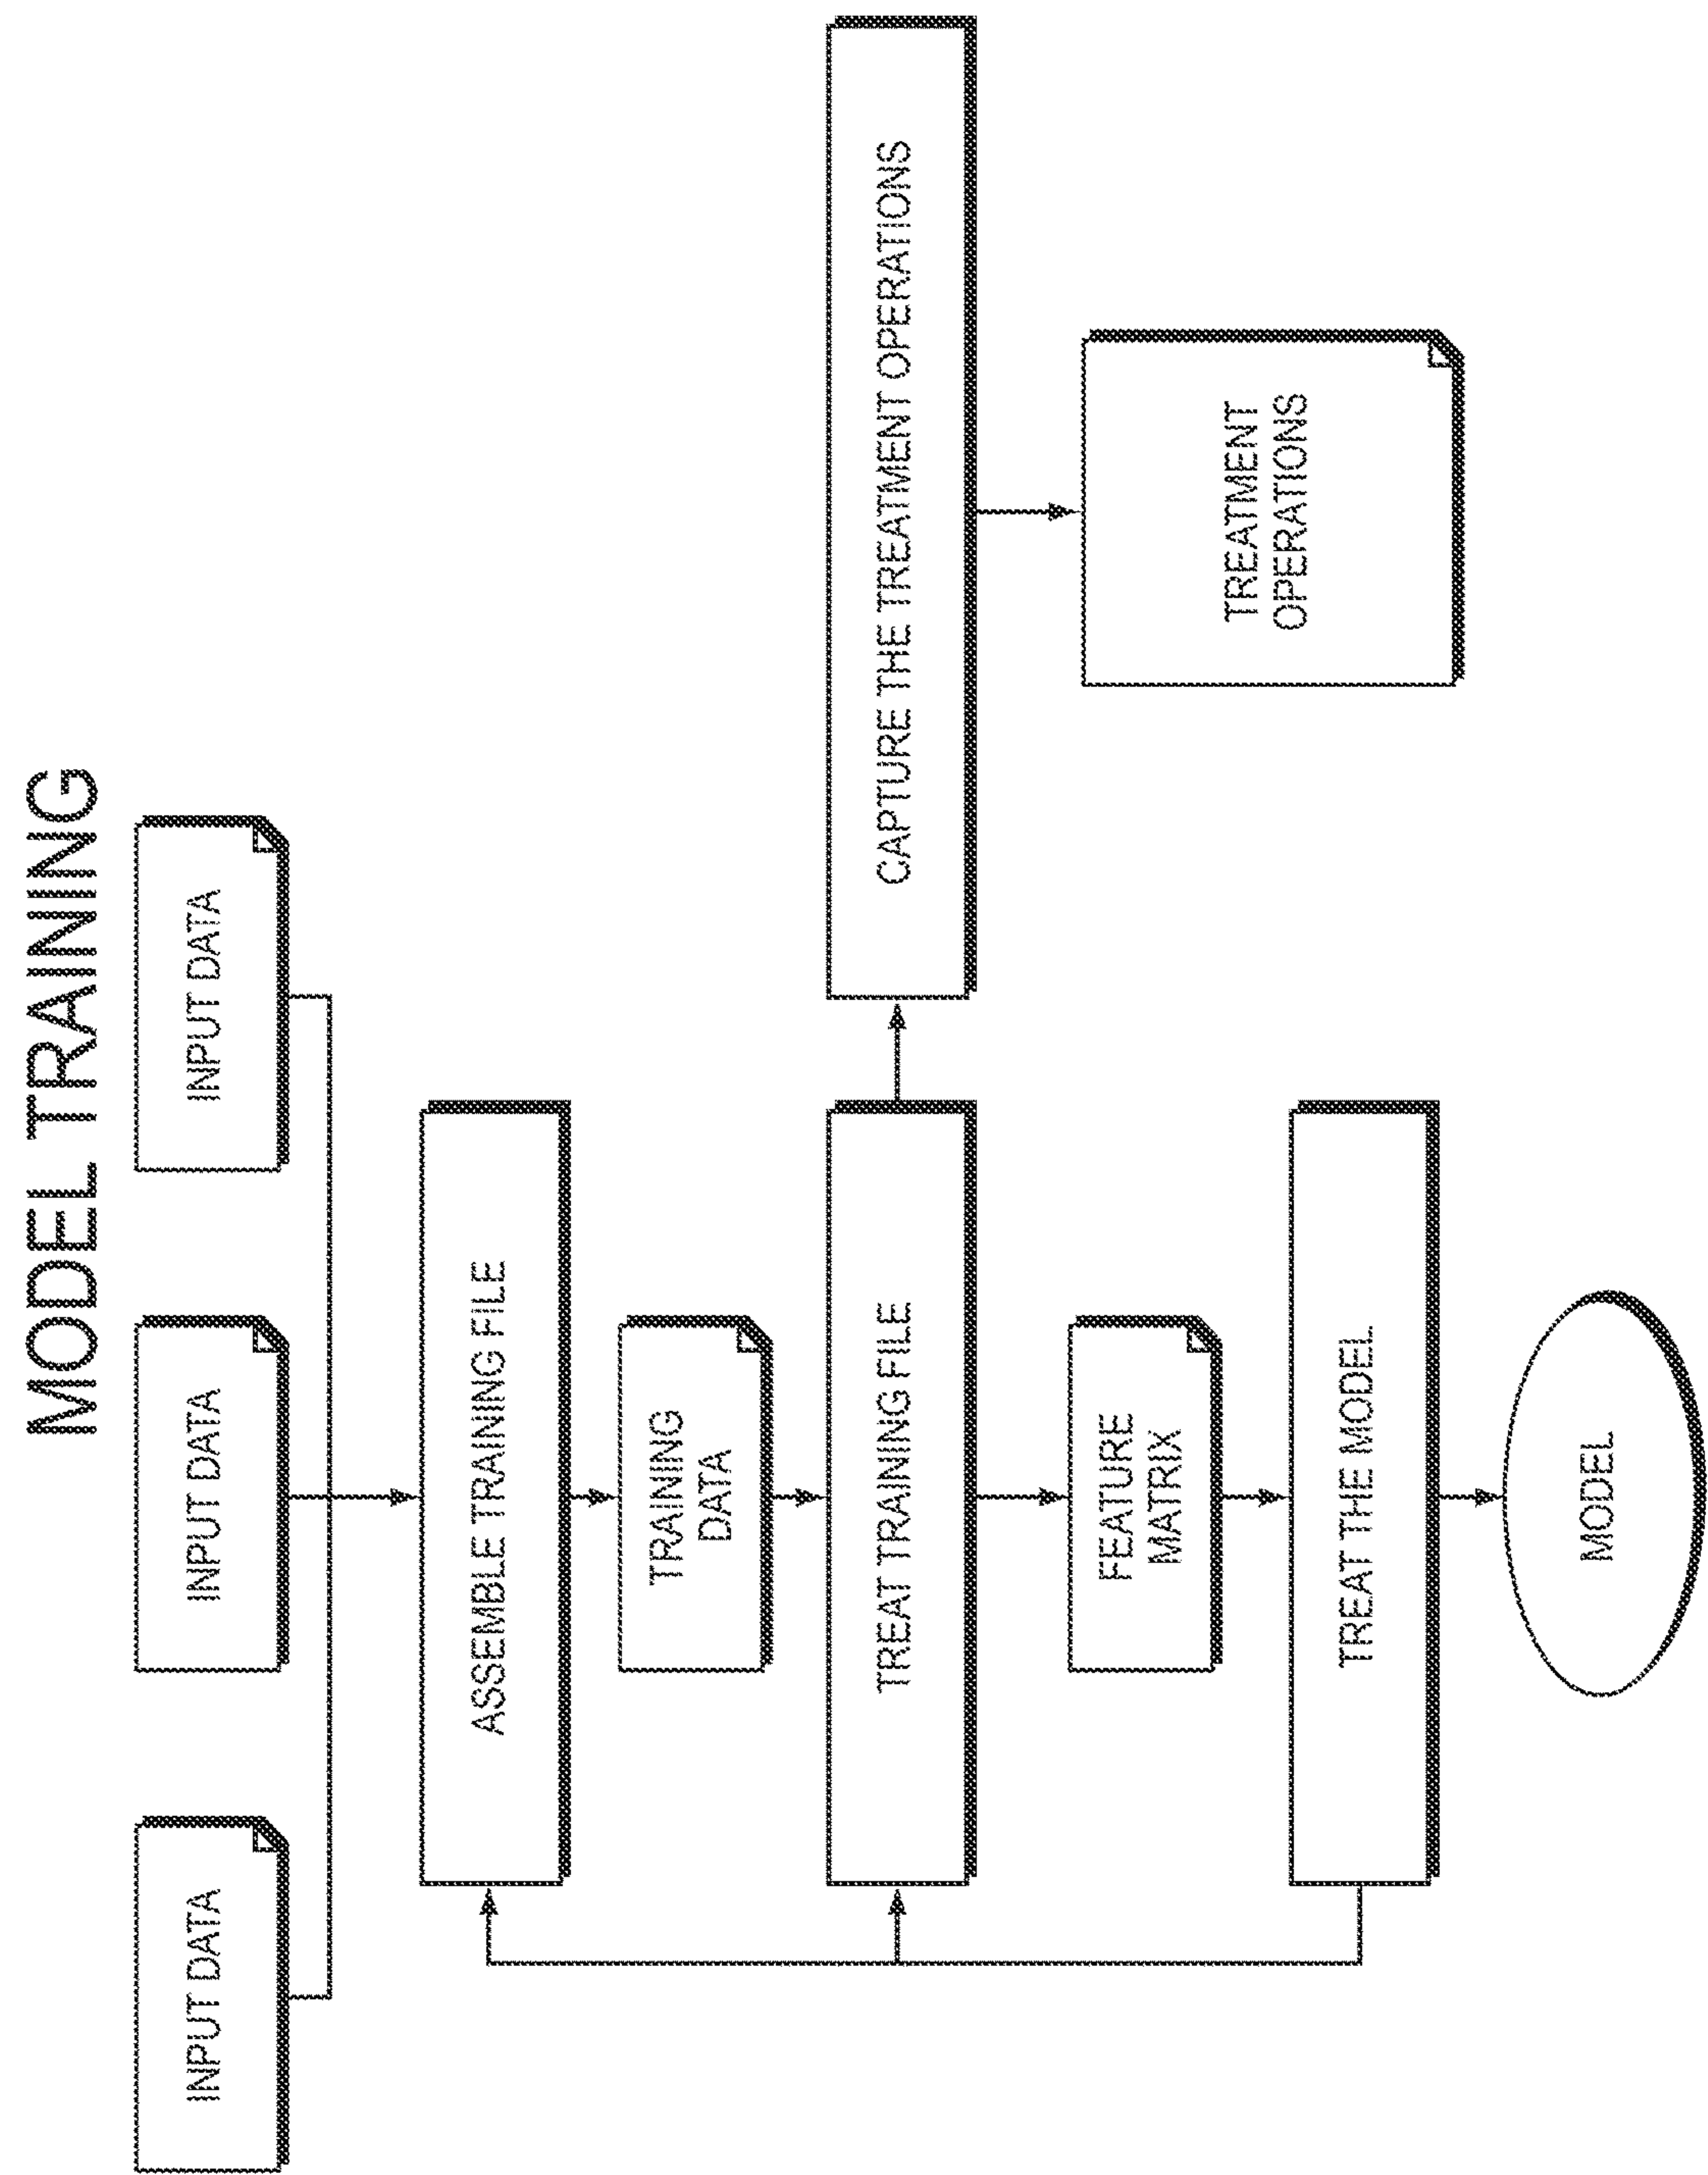 MODEL TRAINING
INPUT DATA
INPUT DATA
INPUT DATA
ASSEMBLE TRAINING FILE
TRAINING
DATA
TREAT TRAINING FILE
CAPTURE THE TREATMENT OPERATIONS
FEATURE
MATRIX
TREATMENT
OPERATIONS
TREAT THE MODEL
MODEL